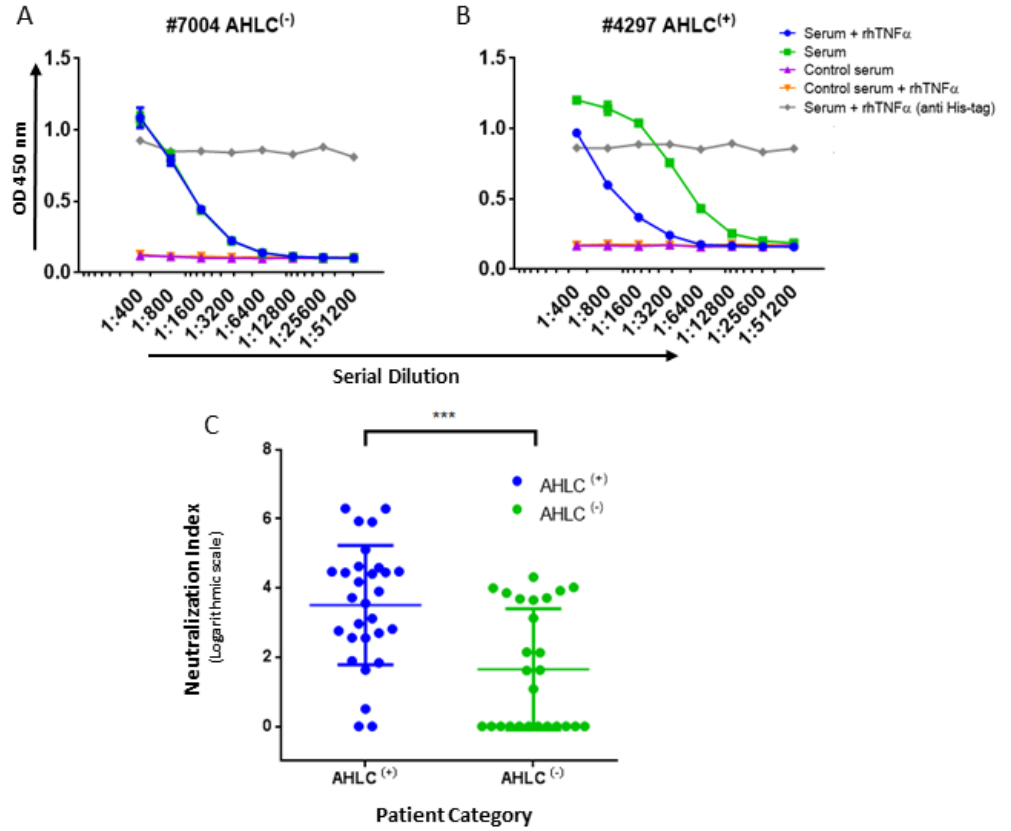 A
#7004 AHLC(-)
OD 450 nm
1.5
1.0
0.5
0.0
1:400
1:800
1:1600
1:3200
1:6400
1:12800
1:25600
1:51200
B
#4297 AHLC(+)
1.5
1.0
0.5
0.0
1:400
1:800
1:1600
1:3200
1:6400
1:12800
1:25600
1:51200
Serum + rhTNFα
Serum
Control serum
Control serum + rhTNFα
Serum + rhTNFα (anti His-tag)
Serial Dilution
C
***
Neutralization Index
(Logarithmic scale)
8
6
4
2
0
AHLC (+)
AHLC (-)
AHLC (+)
AHLC (-)
Patient Category